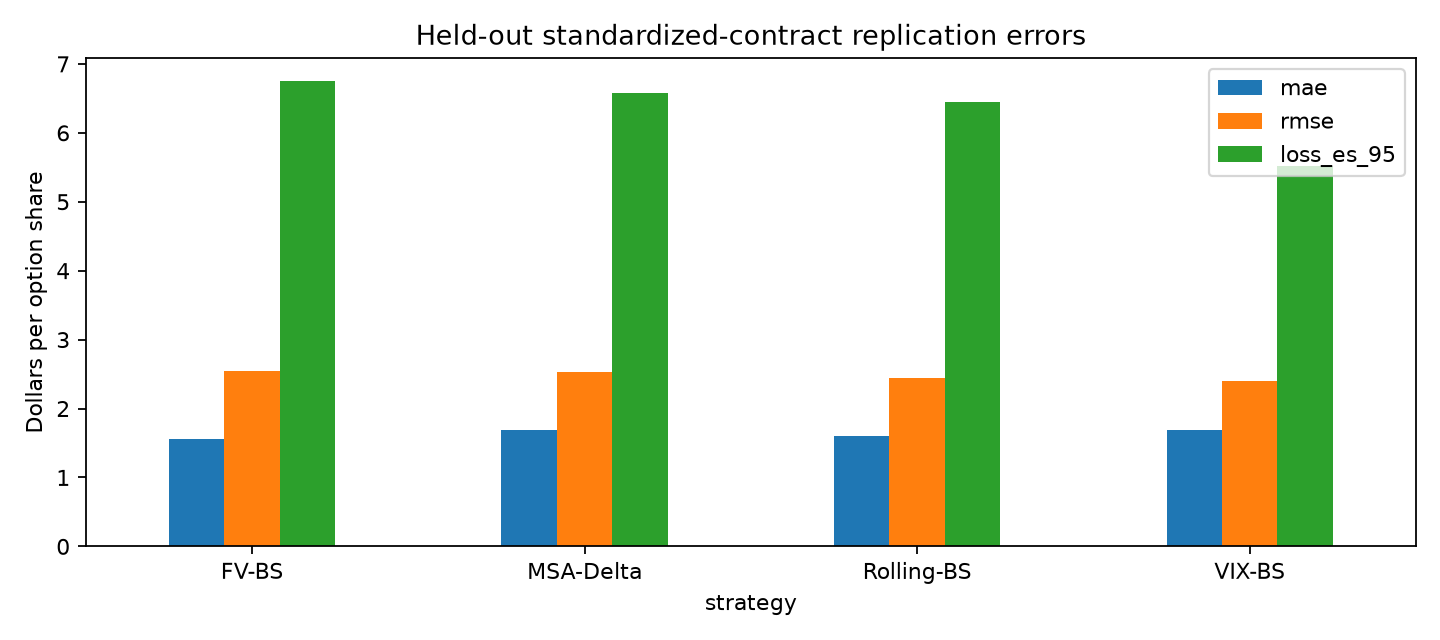 Held-out standardized-contract replication errors
7
6
5
4
3
2
1
0
Dollars per option share
mae
rmse
loss_es_95
FV-BS
MSA-Delta
Rolling-BS
VIX-BS
strategy